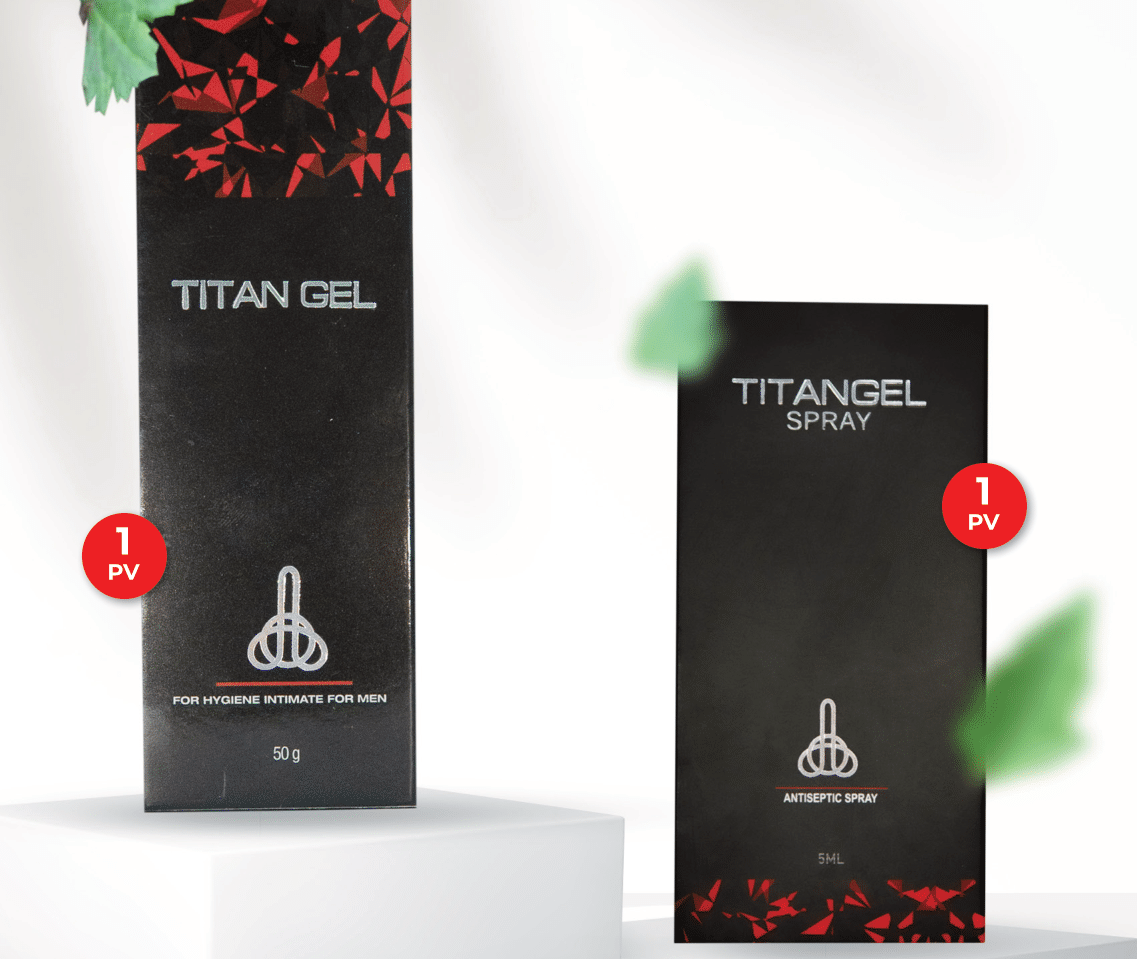 TITAN GEL
1
PV
FOR HYGIENE INTIMATE FOR MEN
50 g
TITANGEL
SPRAY
1
PV
ANTISEPTIC SPRAY
5ML